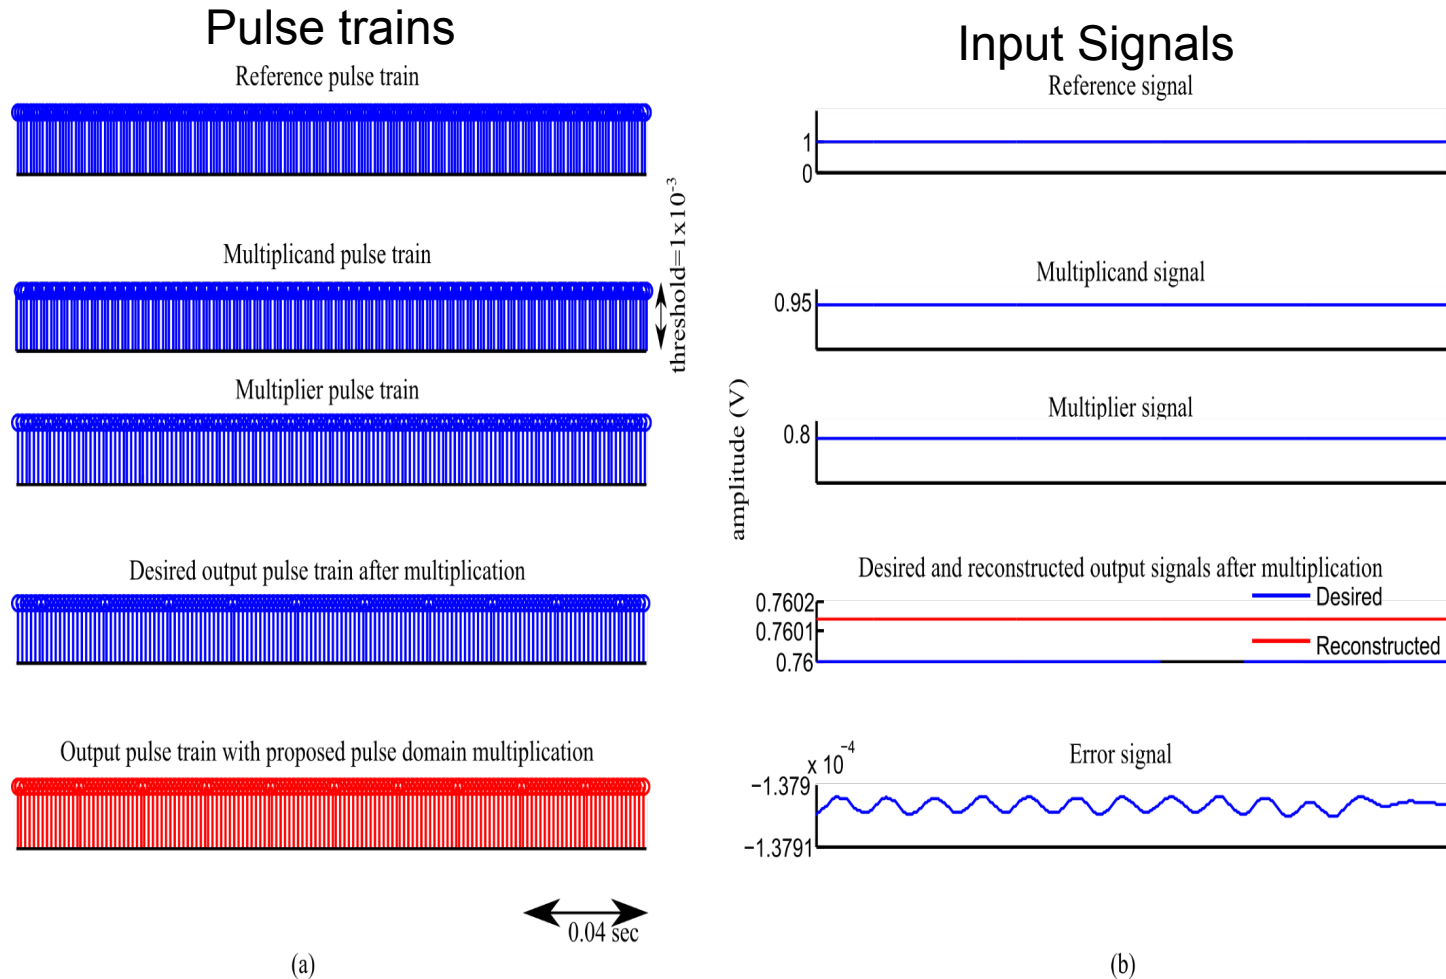 Pulse trains
Reference pulse train
Multiplicand pulse train
threshold=1x10⁻³
Multiplier pulse train
Desired output pulse train after multiplication
Output pulse train with proposed pulse domain multiplication
0.04 sec
(a)
Input Signals
Reference signal
1
0
Multiplicand signal
0.95
Multiplier signal
0.8
amplitude (V)
Desired and reconstructed output signals after multiplication
0.7602
0.7601
0.76
Desired
Reconstructed
Error signal
x 10⁻⁴
−1.379
−1.3791
(b)